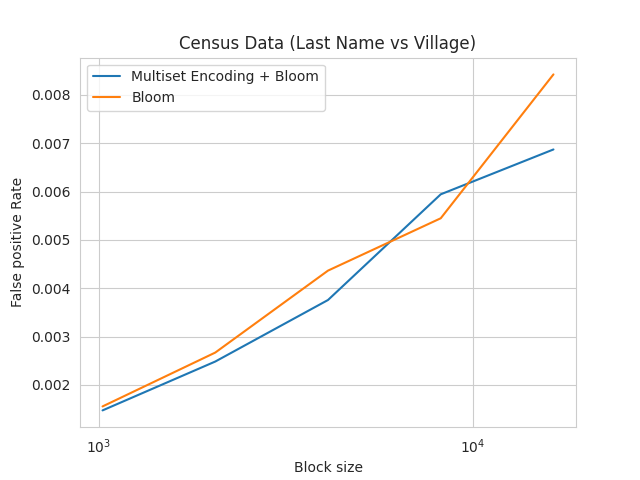 Census Data (Last Name vs Village)
Multiset Encoding + Bloom
Bloom
0.008
0.007
0.006
0.005
0.004
0.003
0.002
False positive Rate
10³
10⁴
Block size